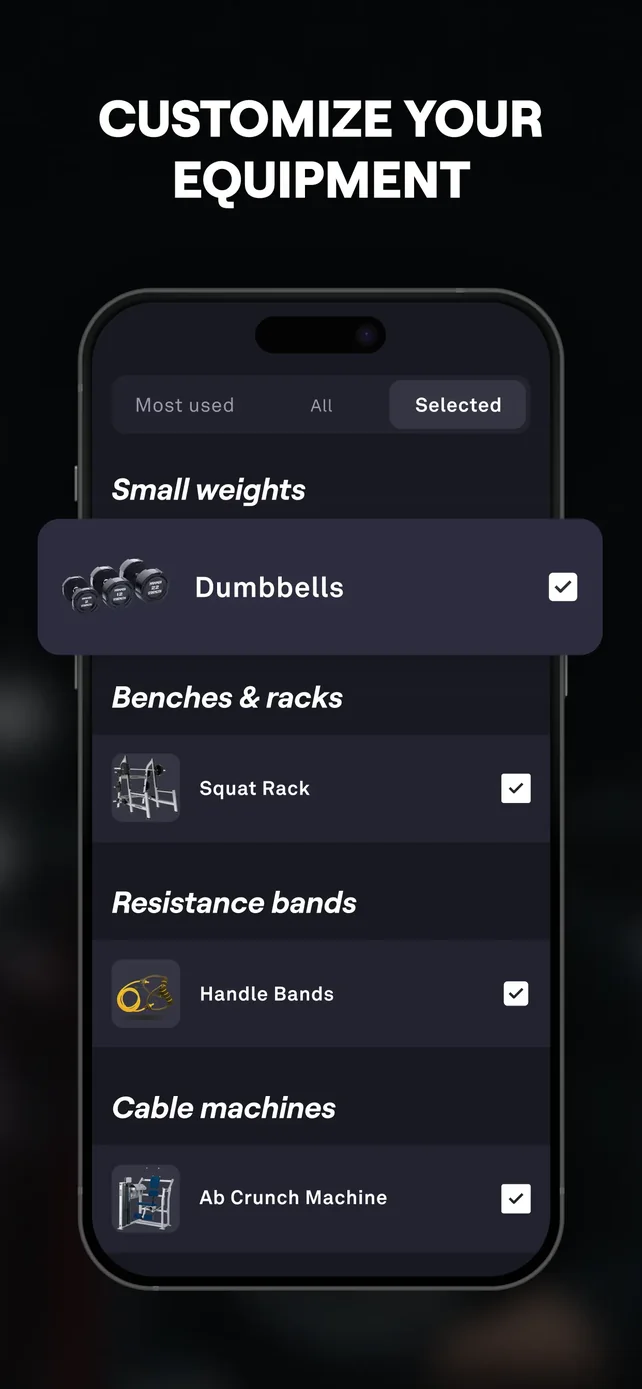 CUSTOMIZE YOUR
EQUIPMENT
Most used All Selected
Small weights
Dumbbells
Benches & racks
Squat Rack
Resistance bands
Handle Bands
Cable machines
Ab Crunch Machine